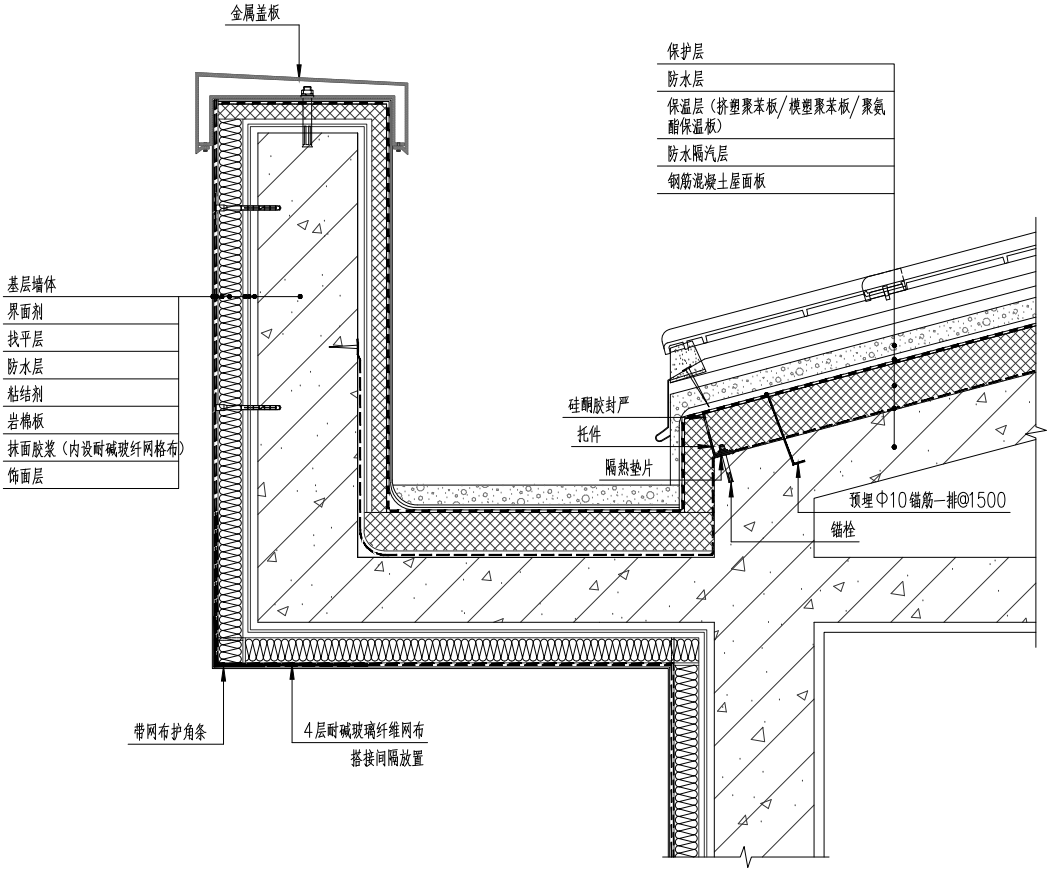 金属盖板
保护层
防水层
保温层（挤塑聚苯板/模塑聚苯板/聚氨
酯保温板）
防水隔汽层
钢筋混凝土屋面板
基层墙体
界面剂
找平层
防水层
粘结剂
岩棉板
抹面胶浆（内设耐碱玻纤网格布）
饰面层
硅酮胶封严
托件
隔热垫片
预埋Φ10锚筋一排@1500
锚栓
带网布护角条
4层耐碱玻璃纤维网布
搭接间隔放置